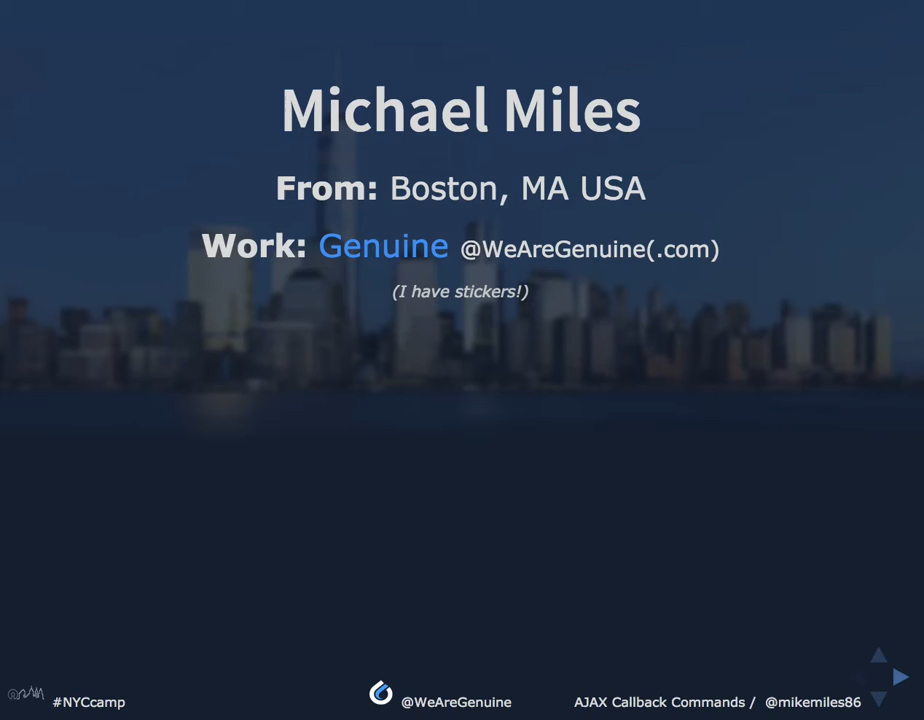 Michael Miles
From: Boston, MA USA
Work: Genuine @WeAreGenuine(.com)
(I have stickers!)
#NYCcamp
@WeAreGenuine
AJAX Callback Commands / @mikemiles86